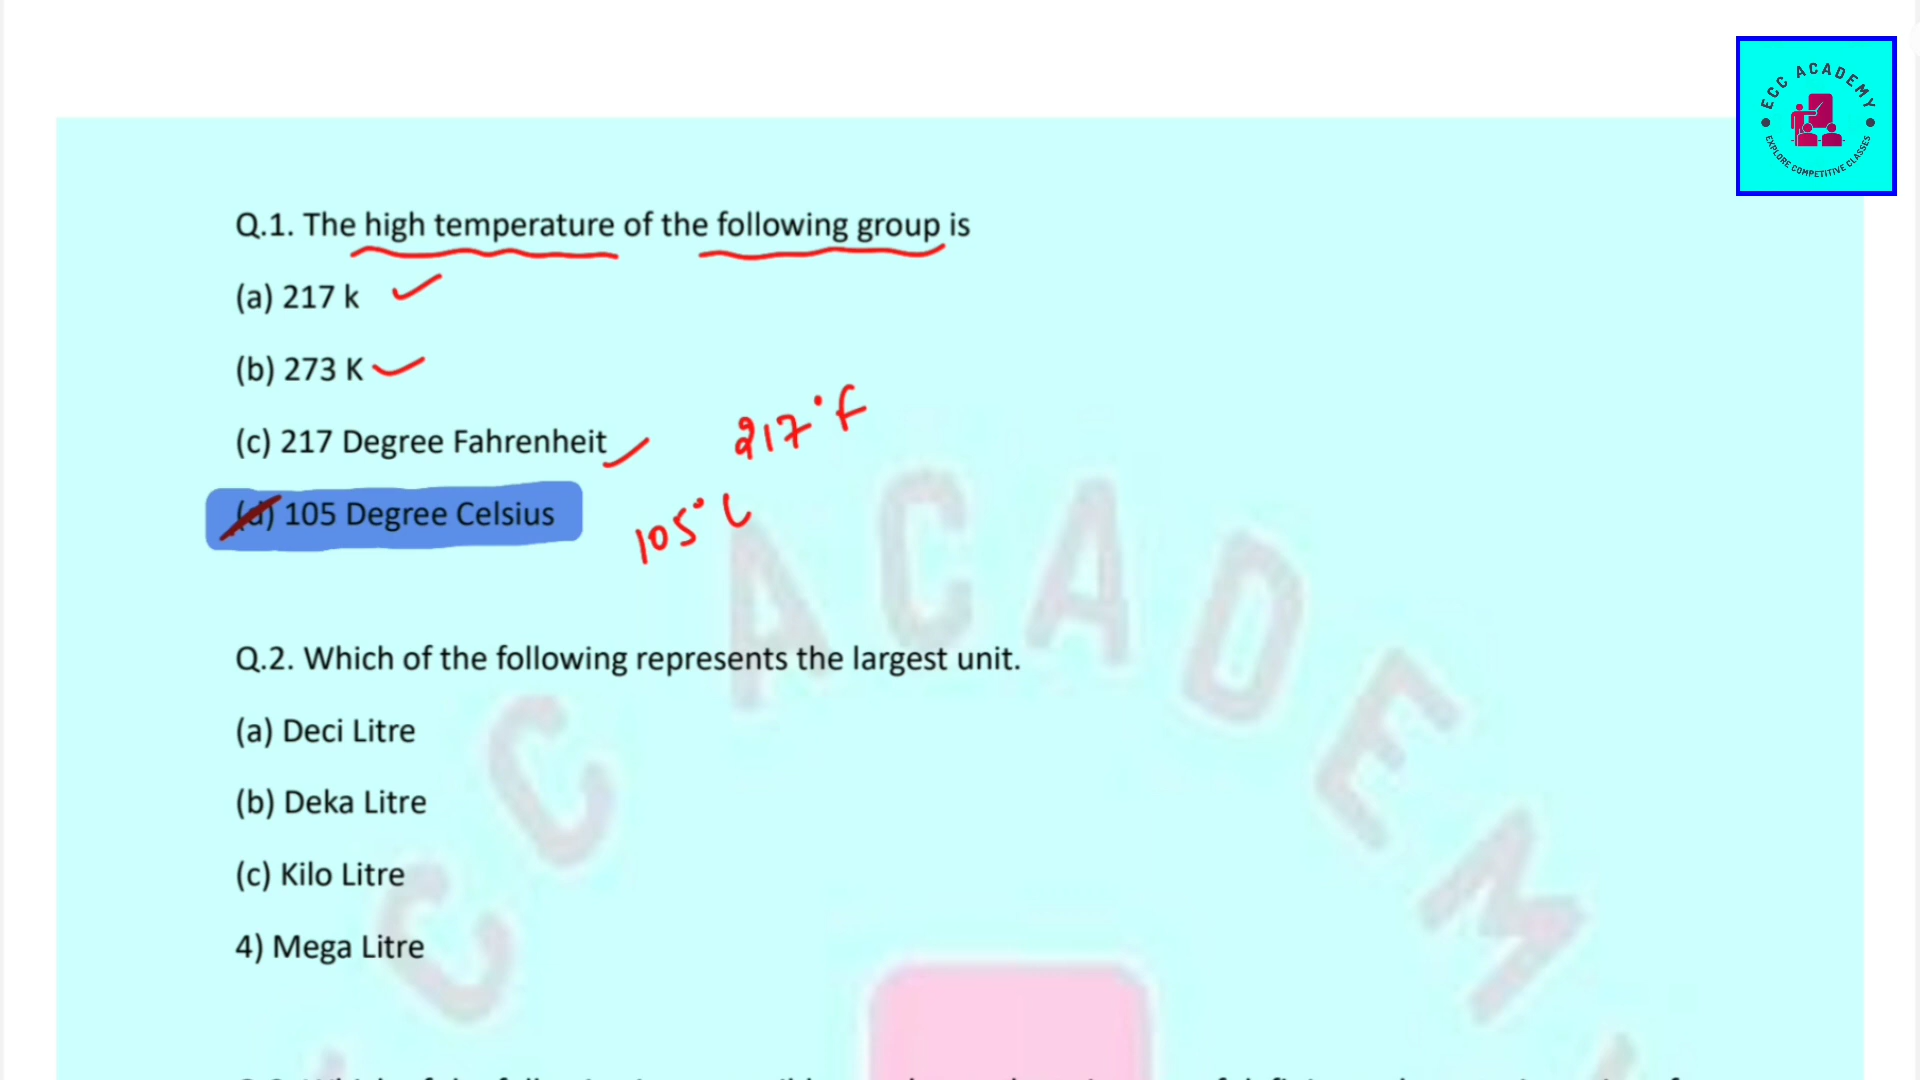 ECC ACADEMY
EXPLORE COMPETITIVE CLASSES
Q.1. The high temperature of the following group is
(a) 217 k
(b) 273 K
(c) 217 Degree Fahrenheit
217°F
(d) 105 Degree Celsius
105°C
ECC ACADEM
Q.2. Which of the following represents the largest unit.
(a) Deci Litre
(b) Deka Litre
(c) Kilo Litre
4) Mega Litre